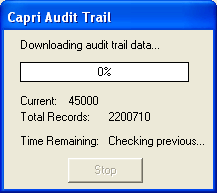 Capri Audit Trail
Downloading audit trail data...
0%
Current: 45000
Total Records: 2200710
Time Remaining: Checking previous...
Stop